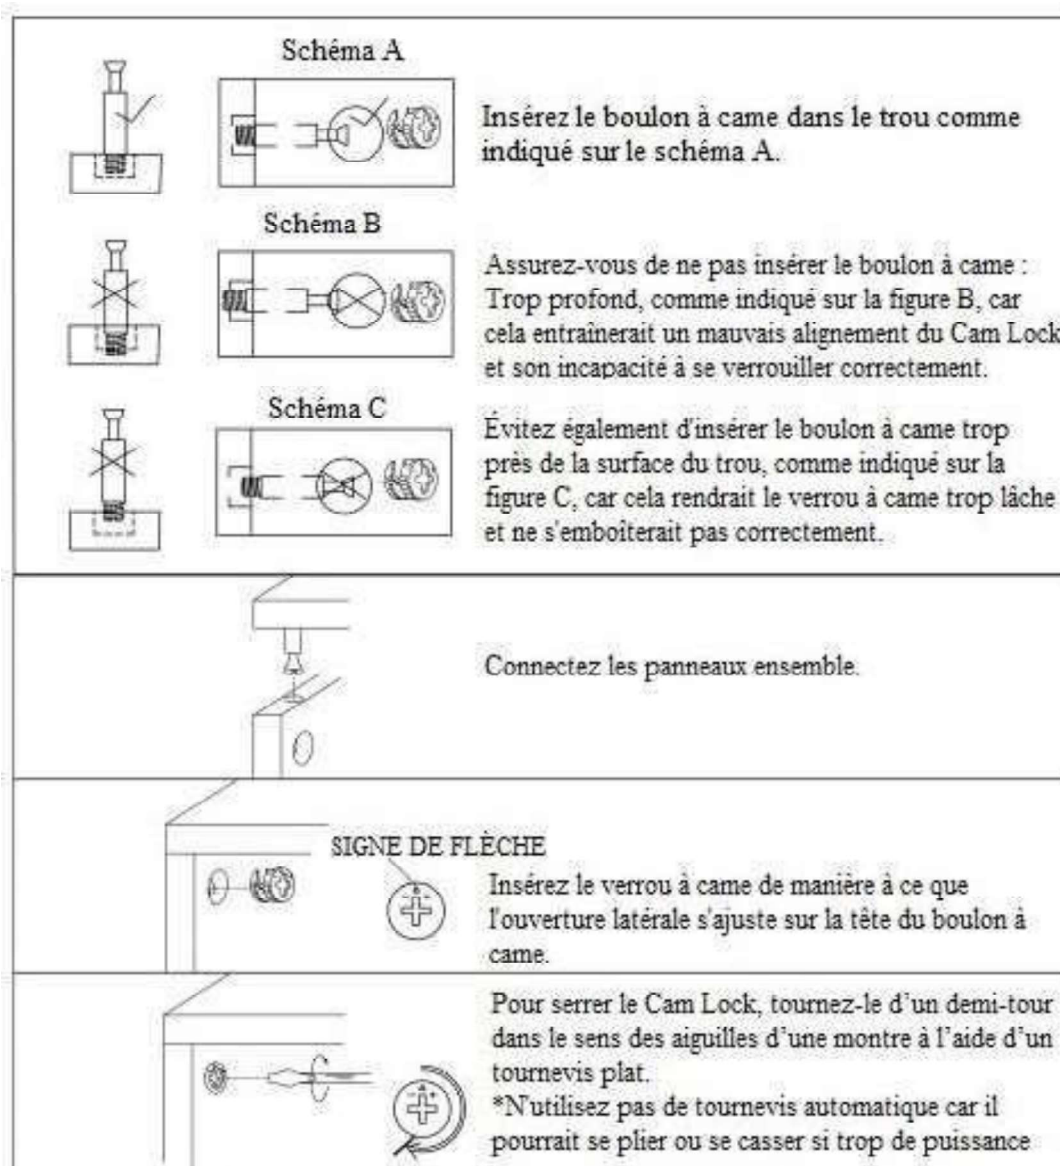 Schéma A
Insérez le boulon à came dans le trou comme
indiqué sur le schéma A.
Schéma B
Assurez-vous de ne pas insérer le boulon à came :
Trop profond, comme indiqué sur la figure B, car
cela entraînerait un mauvais alignement du Cam Lock
et son incapacité à se verrouiller correctement.
Schéma C
Évitez également d'insérer le boulon à came trop
près de la surface du trou, comme indiqué sur la
figure C, car cela rendrait le verrou à came trop lâche
et ne s'emboîterait pas correctement.
Connectez les panneaux ensemble.
SIGNE DE FLÈCHE
Insérez le verrou à came de manière à ce que
l'ouverture latérale s'ajuste sur la tête du boulon à
came.
Pour serrer le Cam Lock, tournez-le d’un demi-tour
dans le sens des aiguilles d’une montre à l’aide d’un
tournevis plat.
*N'utilisez pas de tournevis automatique car il
pourrait se plier ou se casser si trop de puissance